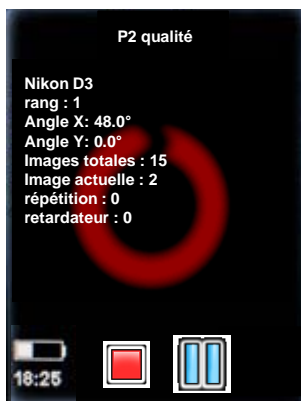 P2 qualité
Nikon D3
rang : 1
Angle X: 48.0°
Angle Y: 0.0°
Images totales : 15
Image actuelle : 2
répétition : 0
retardateur : 0
18:25